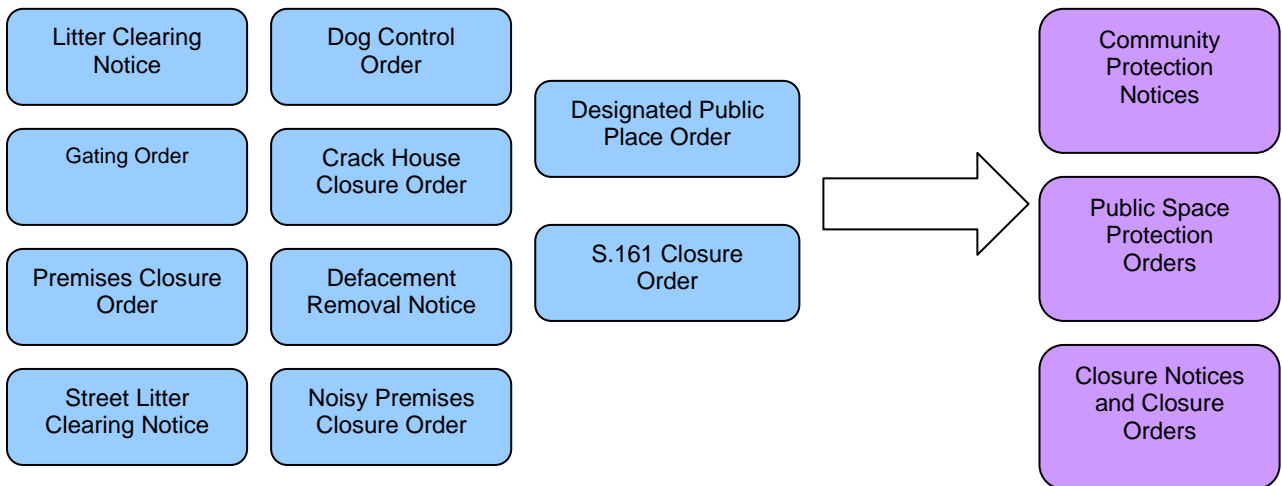 Litter Clearing
Notice
Dog Control
Order
Designated Public
Place Order
Community
Protection
Notices
Gating Order
Crack House
Closure Order
Public Space
Protection
Orders
Premises Closure
Order
Defacement
Removal Notice
S.161 Closure
Order
Street Litter
Clearing Notice
Noisy Premises
Closure Order
Closure Notices
and Closure
Orders